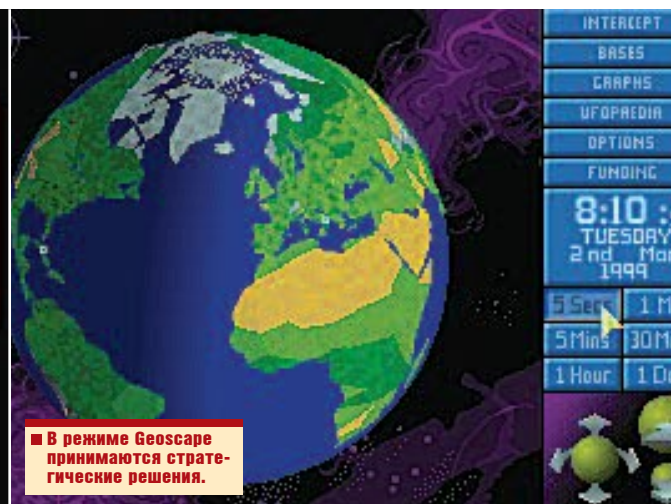 INTERCEPT
BASES
GRAPHS
UFOPAEDIA
OPTIONS
FUNDING
8:10 :
TUESDAY
2nd Mar
1999
5 Secs 1 M
5 Mins 30 M
1 Hour 1 D
В режиме Geoscape
принимаются страте-
гические решения.